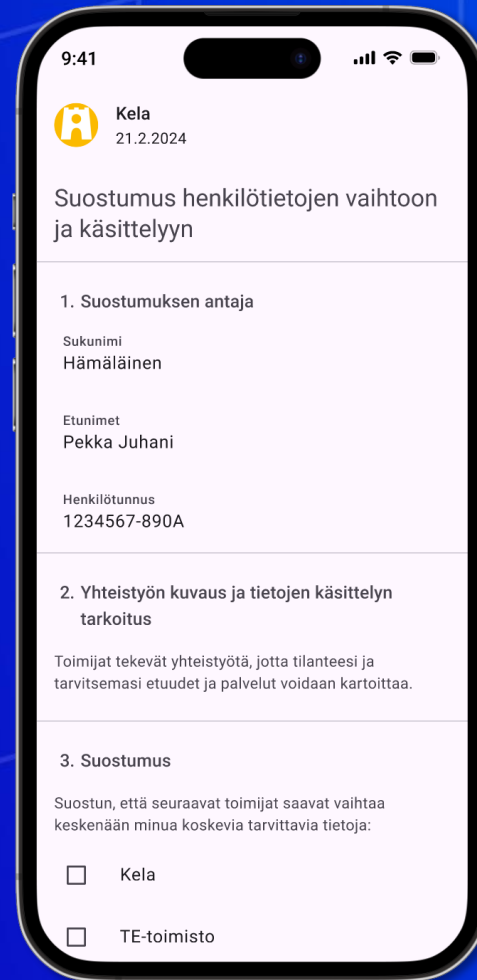 9:41
Kela
21.2.2024
Suostumus henkilötietojen vaihtoon
ja käsittelyyn
1. Suostumuksen antaja
Sukunimi
Hämäläinen
Etunimet
Pekka Juhani
Henkilötunnus
1234567-890A
2. Yhteistyön kuvaus ja tietojen käsittelyn
tarkoitus
Toimijat tekevät yhteistyötä, jotta tilanteesi ja
tarvitsemasi etuudet ja palvelut voidaan kartoittaa.
3. Suostumus
Suostun, että seuraavat toimijat saavat vaihtaa
keskenään minua koskevia tarvittavia tietoja:
Kela
TE-toimisto